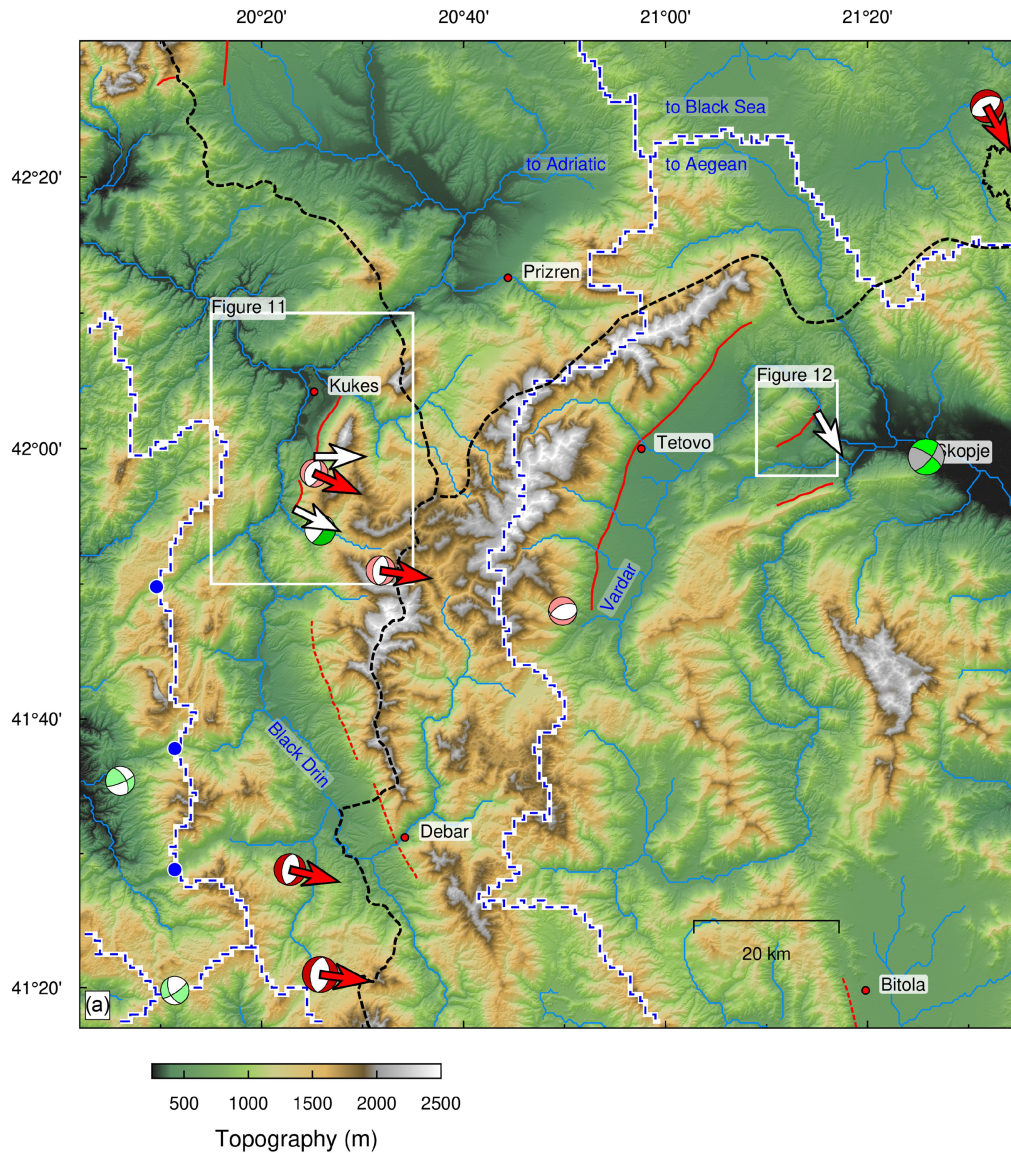 20°20' 20°40' 21°00' 21°20'
to Black Sea
42°20' to Adriatic to Aegean
Prizren
Figure 11
Figure 12
Kukes
42°00' Tetovo Skopje
Vardar
41°40'
Black Drin
Debar
20 km
41°20' Bitola
(a)
500 1000 1500 2000 2500
Topography (m)